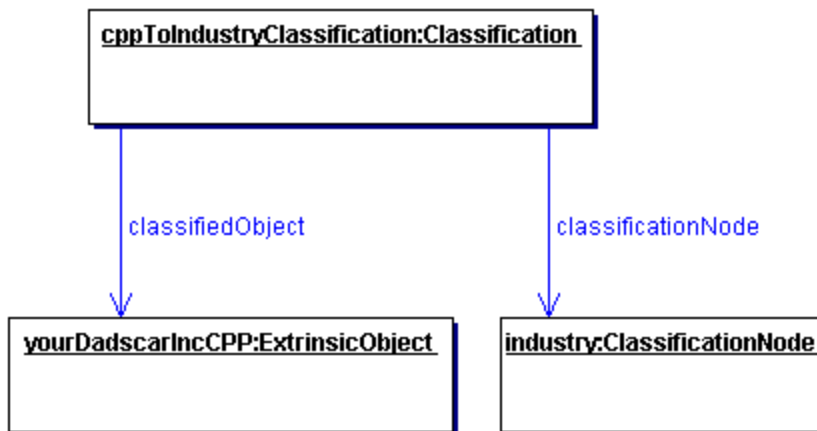 cppToIndustryClassification:Classification
classifiedObject
classificationNode
yourDadscarIncCPP:ExtrinsicObject
industry:ClassificationNode